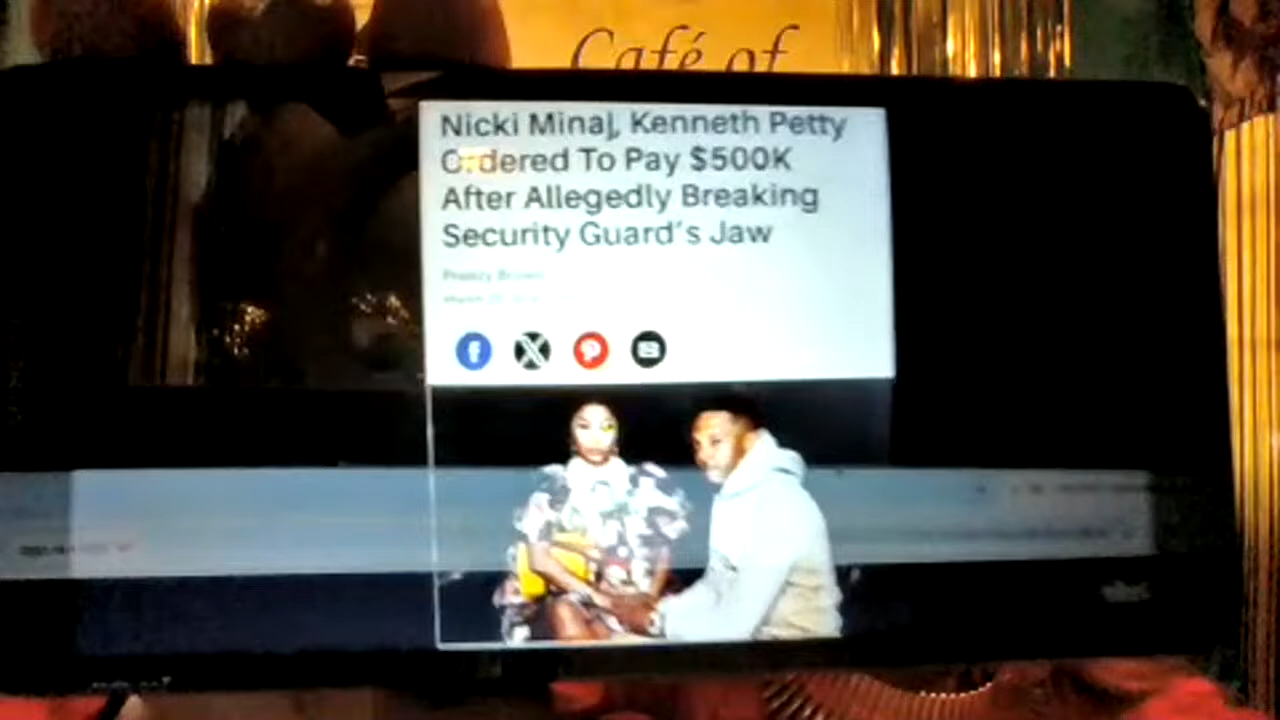 Café of
Nicki Minaj, Kenneth Petty
Ordered To Pay $500K
After Allegedly Breaking
Security Guard's Jaw